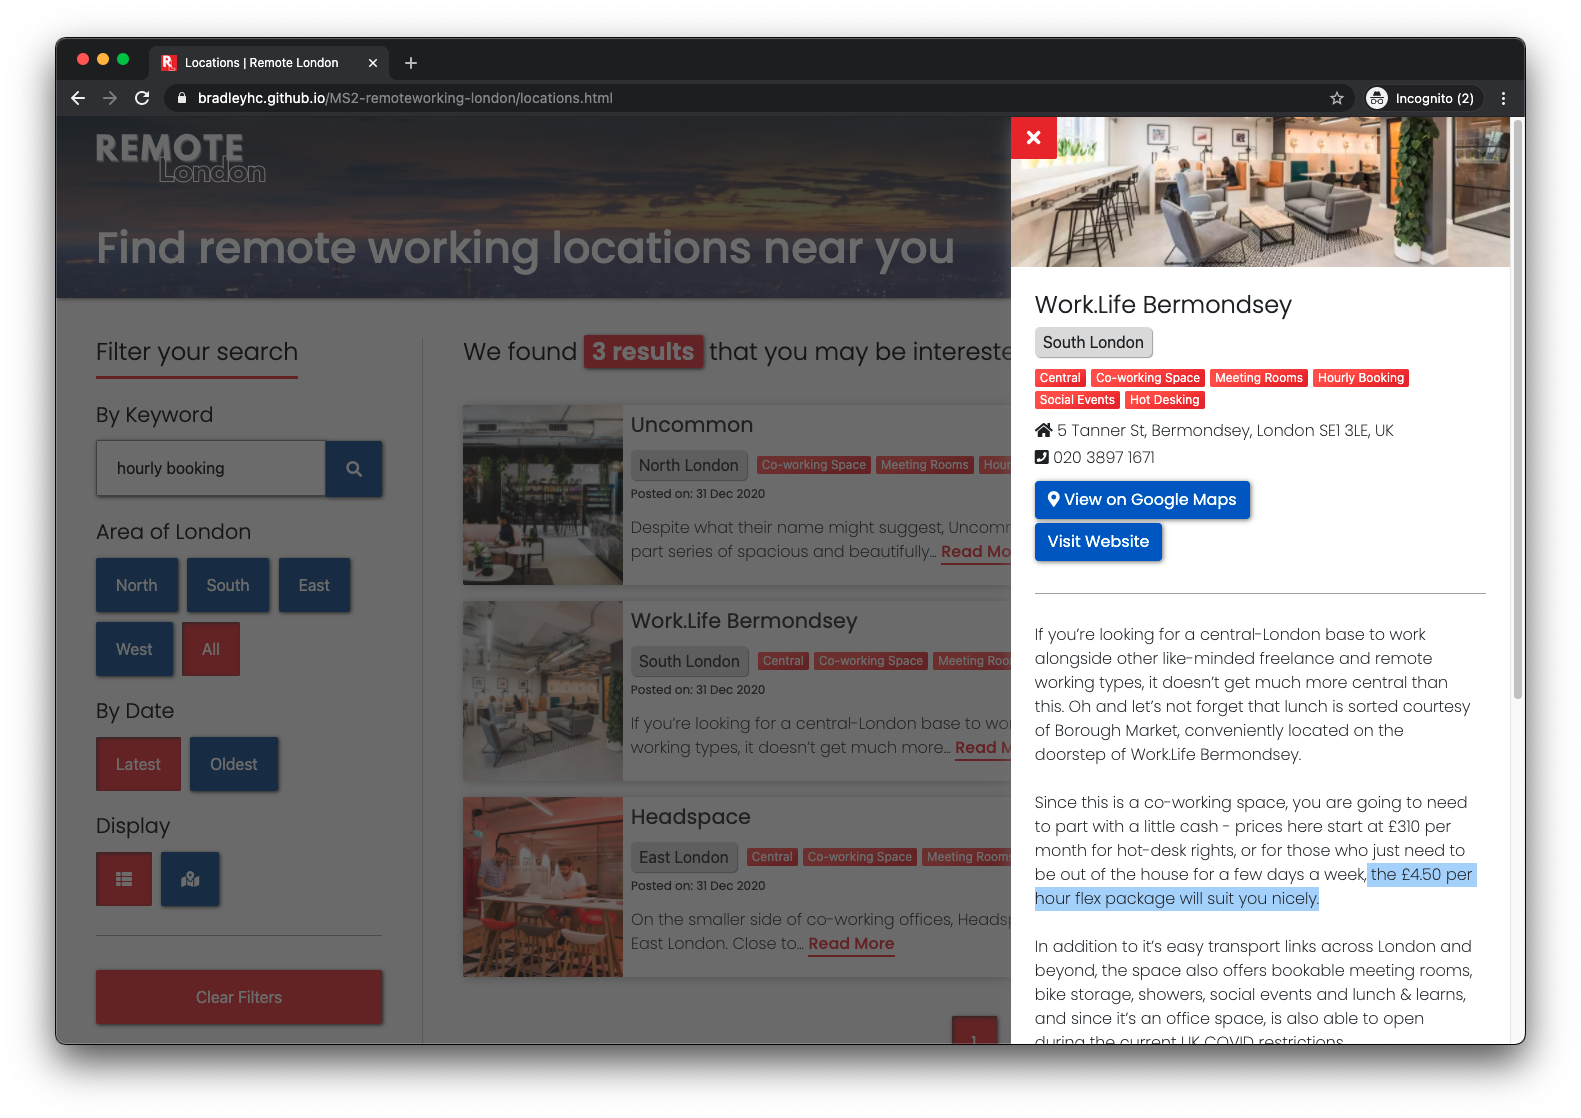 Locations | Remote London
bradleyhc.github.io/MS2-remoteworking-london/locations.html
Incognito (2)
REMOTE
London
Find remote working locations near you
Filter your search
By Keyword
hourly booking
Area of London
North South East
West All
By Date
Latest Oldest
Display
Clear Filters
We found 3 results that you may be intereste
Uncommon
North London Co-working Space Meeting Rooms Hour
Posted on: 31 Dec 2020
Despite what their name might suggest, Uncomm
part series of spacious and beautifully... Read Mo
Work.Life Bermondsey
South London Central Co-working Space Meeting Roo
Posted on: 31 Dec 2020
If you're looking for a central-London base to wo
working types, it doesn't get much more... Read M
Headspace
East London Central Co-working Space Meeting Rooms
Posted on: 31 Dec 2020
On the smaller side of co-working offices, Headsp
East London. Close to... Read More
1
Work.Life Bermondsey
South London
Central Co-working Space Meeting Rooms Hourly Booking
Social Events Hot Desking
5 Tanner St, Bermondsey, London SE1 3LE, UK
020 3897 1671
View on Google Maps
Visit Website
If you're looking for a central-London base to work
alongside other like-minded freelance and remote
working types, it doesn't get much more central than
this. Oh and let's not forget that lunch is sorted courtesy
of Borough Market, conveniently located on the
doorstep of Work.Life Bermondsey.
Since this is a co-working space, you are going to need
to part with a little cash - prices here start at £310 per
month for hot-desk rights, or for those who just need to
be out of the house for a few days a week, the £4.50 per
hour flex package will suit you nicely.
In addition to it's easy transport links across London and
beyond, the space also offers bookable meeting rooms,
bike storage, showers, social events and lunch & learns,
and since it's an office space, is also able to open
during the current UK COVID restrictions.